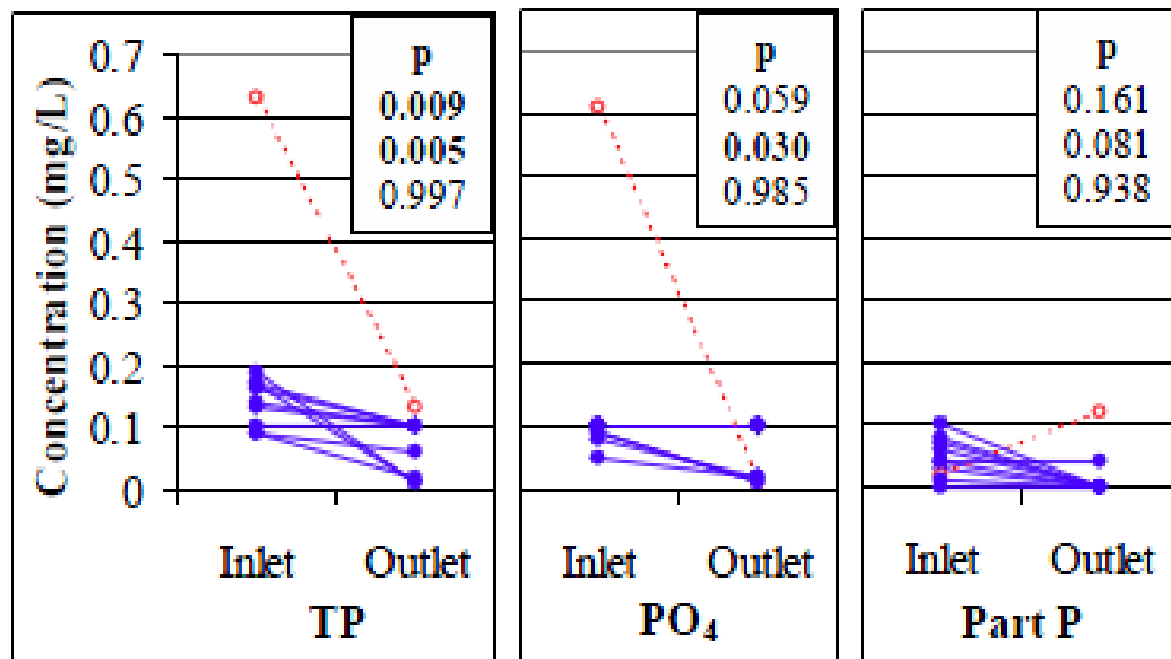 Concentration (mg/L)
0.7
0.6
0.5
0.4
0.3
0.2
0.1
0
p
0.009
0.005
0.997
Inlet Outlet
TP
p
0.059
0.030
0.985
Inlet Outlet
PO₄
p
0.161
0.081
0.938
Inlet Outlet
Part P